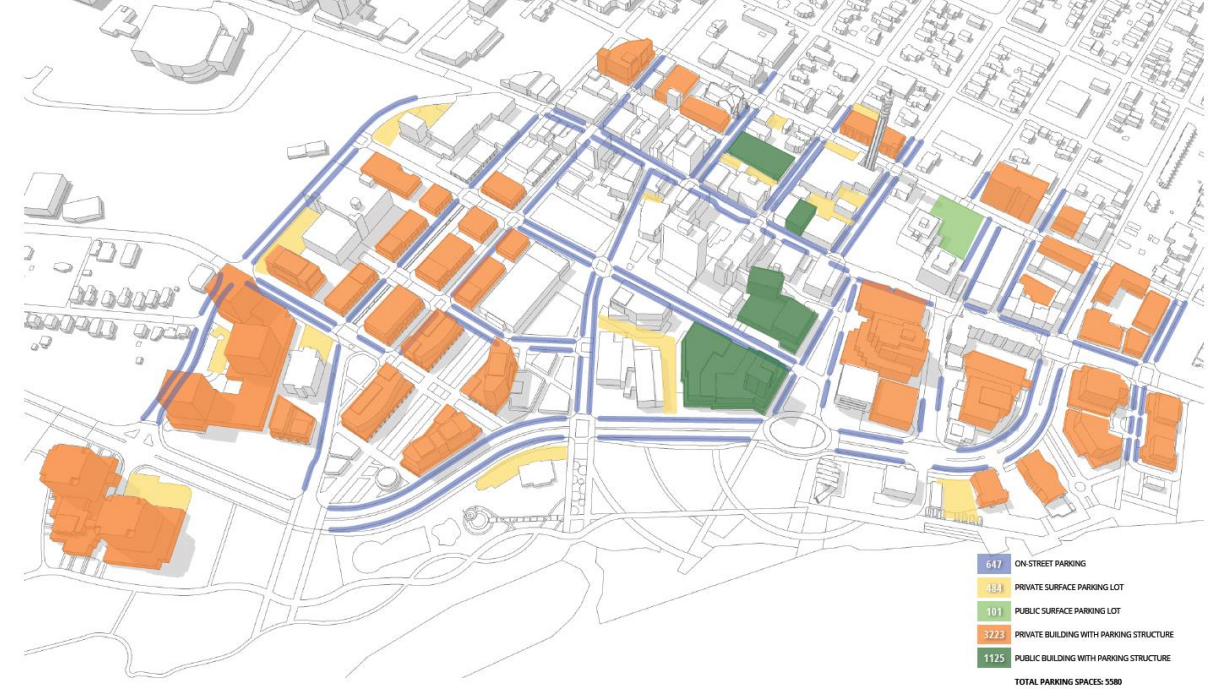 647 ON-STREET PARKING
484 PRIVATE SURFACE PARKING LOT
101 PUBLIC SURFACE PARKING LOT
3223 PRIVATE BUILDING WITH PARKING STRUCTURE
1125 PUBLIC BUILDING WITH PARKING STRUCTURE
TOTAL PARKING SPACES: 5580